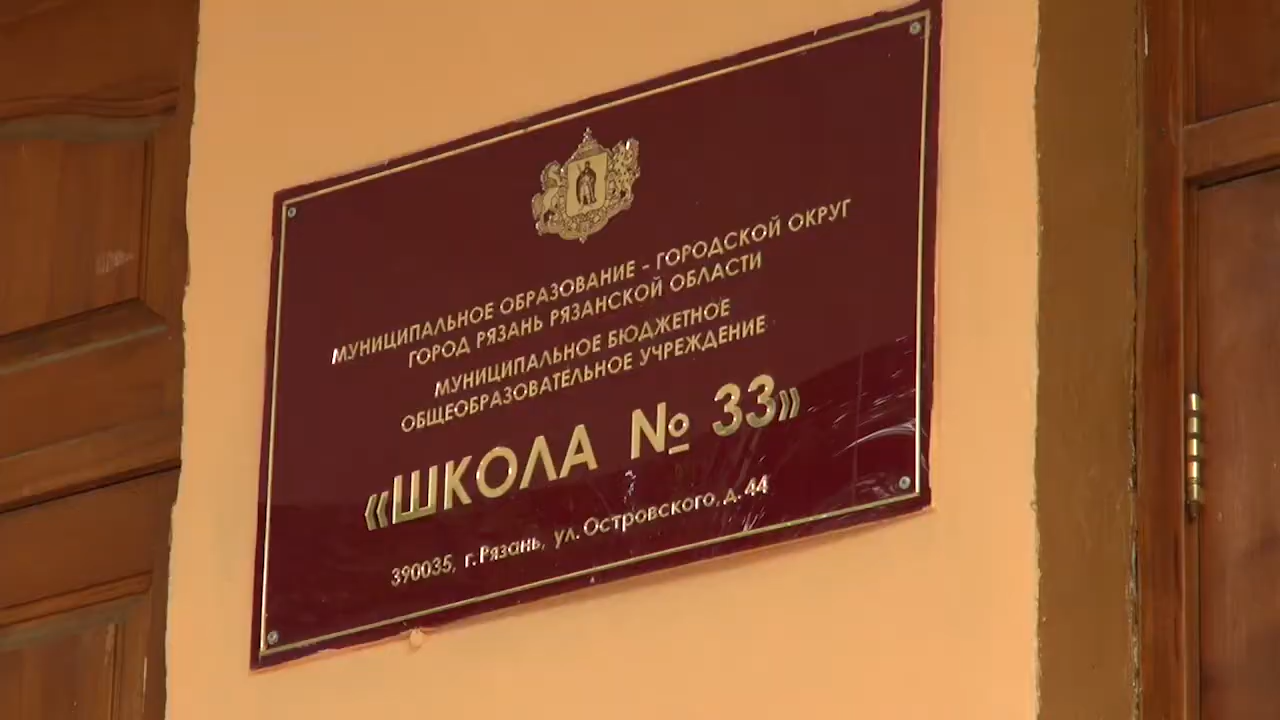 МУНИЦИПАЛЬНОЕ ОБРАЗОВАНИЕ - ГОРОДСКОЙ ОКРУГ
ГОРОД РЯЗАНЬ РЯЗАНСКОЙ ОБЛАСТИ
МУНИЦИПАЛЬНОЕ БЮДЖЕТНОЕ
ОБЩЕОБРАЗОВАТЕЛЬНОЕ УЧРЕЖДЕНИЕ
«ШКОЛА № 33»
390035, г. Рязань, ул. Островского, д. 44